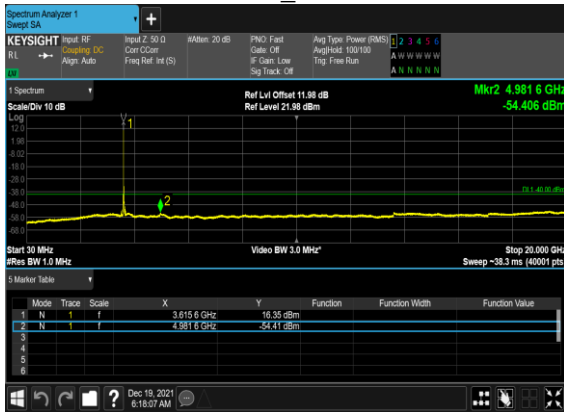 Spectrum Analyzer 1
Swept SA
+
KEYSIGHT Input: RF Input Z: 50 Ω #Atten: 20 dB PNO: Fast Avg Type: Power (RMS) 1 2 3 4 5 6
RL Coupling: DC Corr CCorr Gate: Off Avg|Hold: 100/100 A W W W W W
Align: Auto Freq Ref: Int (S) IF Gain: Low Trig: Free Run
Sig Track: Off A N N N N N
LXI
1 Spectrum Ref Lvl Offset 11.98 dB Mkr2 4.981 6 GHz
Scale/Div 10 dB Ref Level 21.98 dBm -54.406 dBm
Log
12.0
1.98
-8.02
-18.0
-28.0
-38.0
-48.0
-58.0
-68.0
1
2
DL1 -40.00 dBm
Start 30 MHz Video BW 3.0 MHz* Stop 20.000 GHz
#Res BW 1.0 MHz Sweep ~38.3 ms (40001 pts)
5 Marker Table
Mode Trace Scale X Y Function Function Width Function Value
1 N 1 f 3.615 6 GHz 16.35 dBm
2 N 1 f 4.981 6 GHz -54.41 dBm
3
4
5
6
? Dec 19, 2021
6:18:07 AM